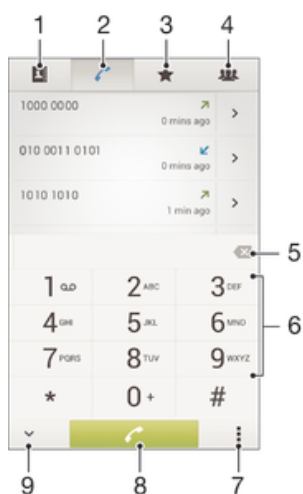 1 2 3 4
1000 0000
0 mins ago
010 0011 0101
0 mins ago
1010 1010
1 min ago
5
1 2 ABC 3 DEF
4 GHI 5 JKL 6 MNO
6
7 PQRS 8 TUV 9 WXYZ
* 0 + #
9 8 7